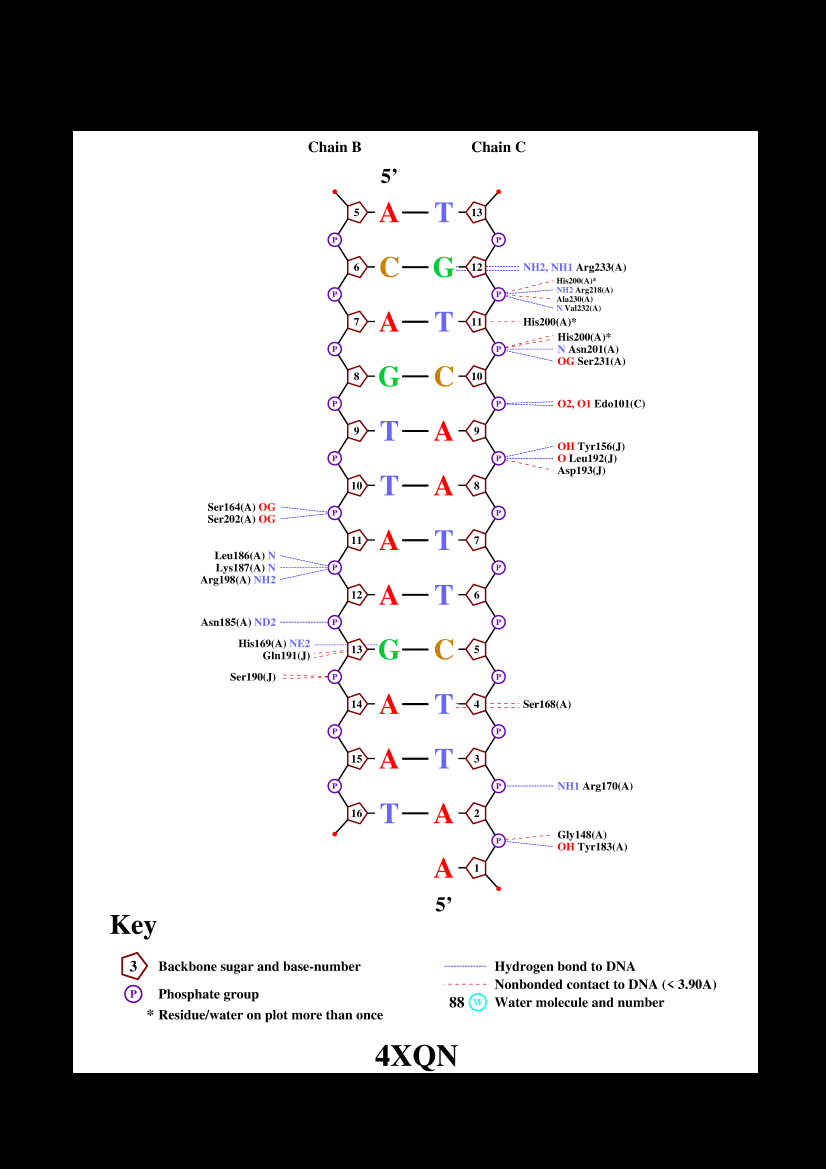 Chain B Chain C
5’
5 A T 13
P P
6 C G 12 NH2, NH1 Arg233(A)
His200(A)*
NH2 Arg218(A)
P P
Ala230(A)
N Val232(A)
7 A T 11 His200(A)*
His200(A)*
P P N Asn201(A)
OG Ser231(A)
8 G C 10
P P O2, O1 Edo101(C)
9 T A 9
OH Tyr156(J)
P P O Leu192(J)
Asp193(J)
10 T A 8
Ser164(A) OG
P P
Ser202(A) OG
11 A T 7
Leu186(A) N
Lys187(A) N P P
Arg198(A) NH2
12 A T 6
Asn185(A) ND2 P P
His169(A) NE2
13 G C 5
Gln191(J)
Ser190(J) P P
14 A T 4 Ser168(A)
P P
15 A T 3
P P NH1 Arg170(A)
16 T A 2
Gly148(A)
P
OH Tyr183(A)
A 1
5’
Key
3 Backbone sugar and base-number
P Phosphate group
* Residue/water on plot more than once
Hydrogen bond to DNA
Nonbonded contact to DNA (< 3.90A)
88 W Water molecule and number
4XQN